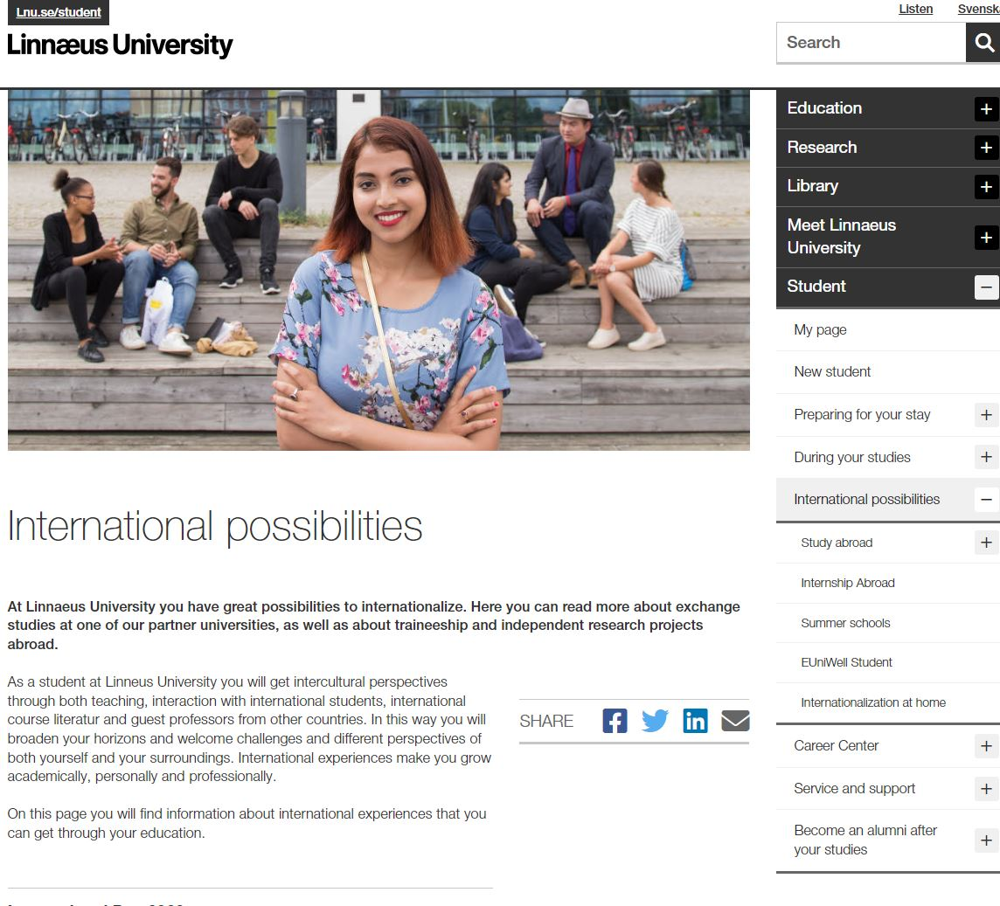 Lnu.se/student
Listen
Linnæus University
Search
Education
Research
Library
Meet Linnaeus
University
Student
My page
New student
Preparing for your stay
During your studies
International possibilities
Study abroad
Internship Abroad
Summer schools
EUniWell Student
Internationalization at home
Career Center
Service and support
Become an alumni after
your studies
International possibilities
At Linnaeus University you have great possibilities to internationalize. Here you can read more about exchange
studies at one of our partner universities, as well as about traineeship and independent research projects
abroad.
As a student at Linneus University you will get intercultural perspectives
through both teaching, interaction with international students, international
course literatur and guest professors from other countries. In this way you will
broaden your horizons and welcome challenges and different perspectives of
both yourself and your surroundings. International experiences make you grow
academically, personally and professionally.
SHARE
On this page you will find information about international experiences that you
can get through your education.